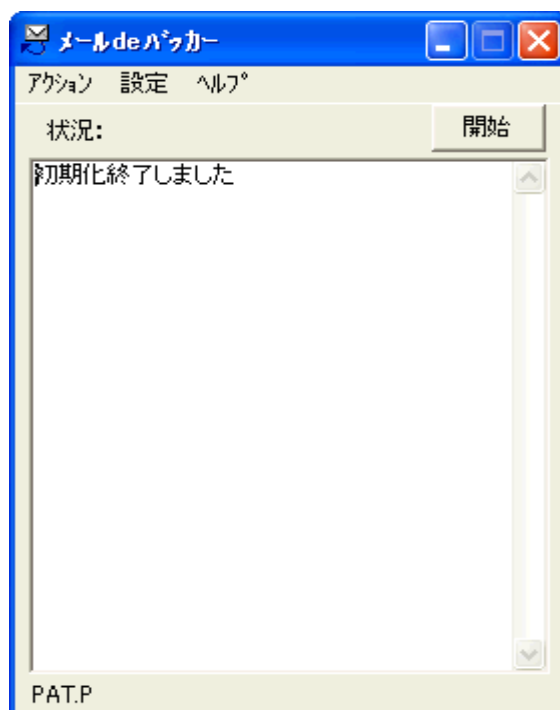 メールdeパッカー
アクション 設定 ヘルプ
状況: 開始
初期化終了しました
PAT.P